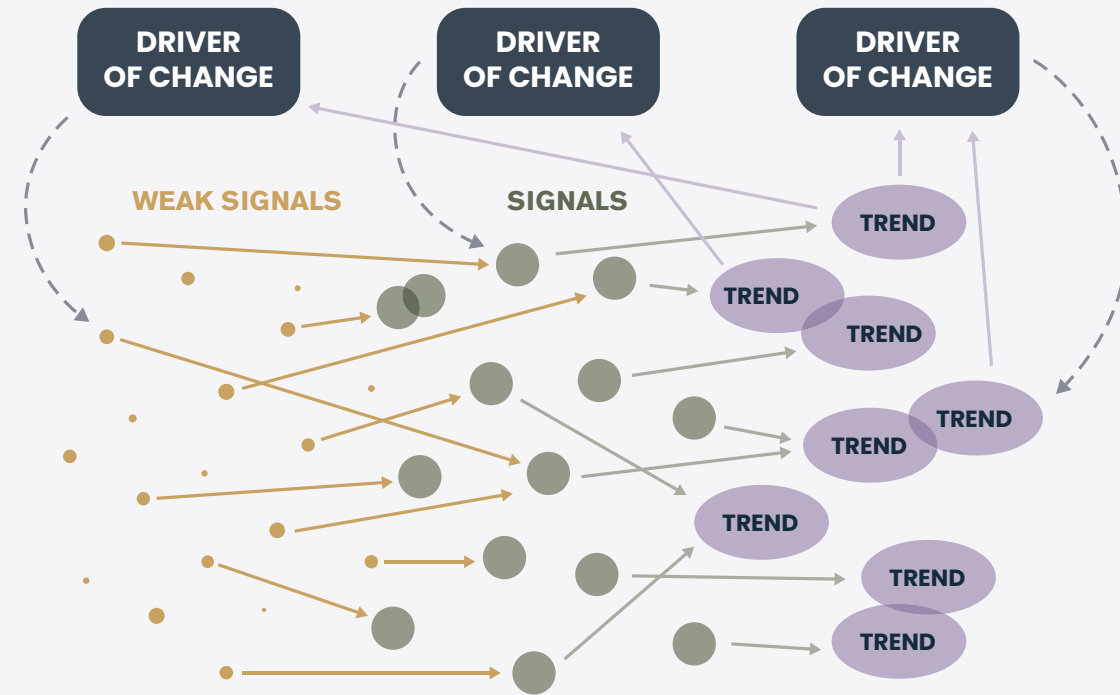 DRIVER
OF CHANGE
DRIVER
OF CHANGE
DRIVER
OF CHANGE
WEAK SIGNALS
SIGNALS
TREND
TREND
TREND
TREND
TREND
TREND
TREND
TREND